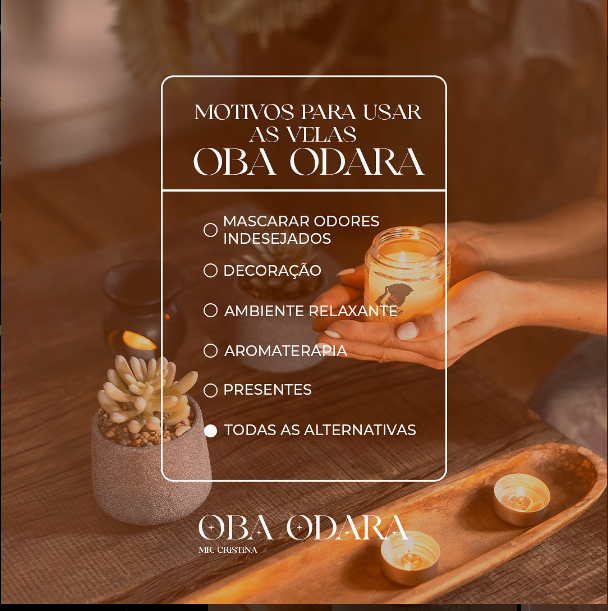 MOTIVOS PARA USAR
AS VELAS
OBA ODARA
MASCARAR ODORES
INDESEJADOS
DECORAÇÃO
AMBIENTE RELAXANTE
AROMATERAPIA
PRESENTES
TODAS AS ALTERNATIVAS
OBA ODARA
MR. CRISTINA